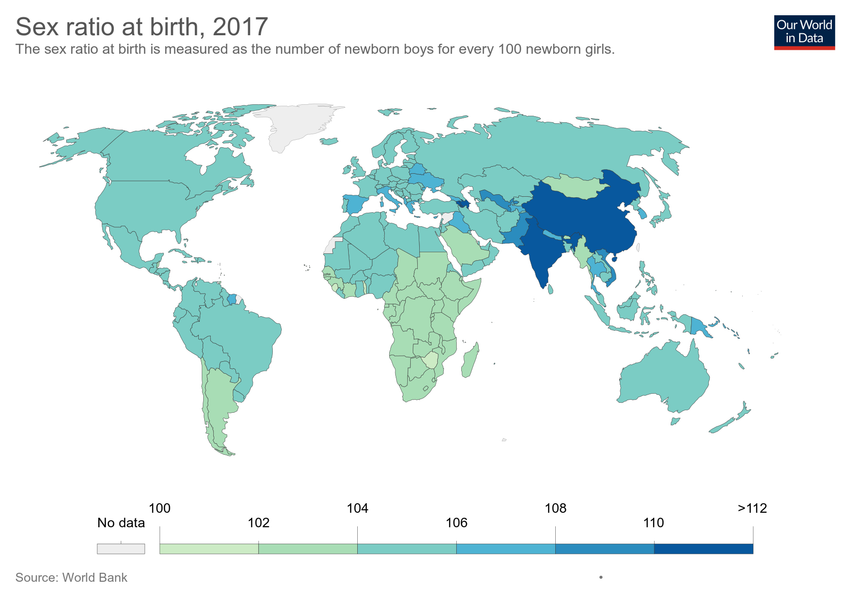 Sex ratio at birth, 2017
The sex ratio at birth is measured as the number of newborn boys for every 100 newborn girls.
Our World
in Data
100 104 108 >112
No data 102 106 110
Source: World Bank